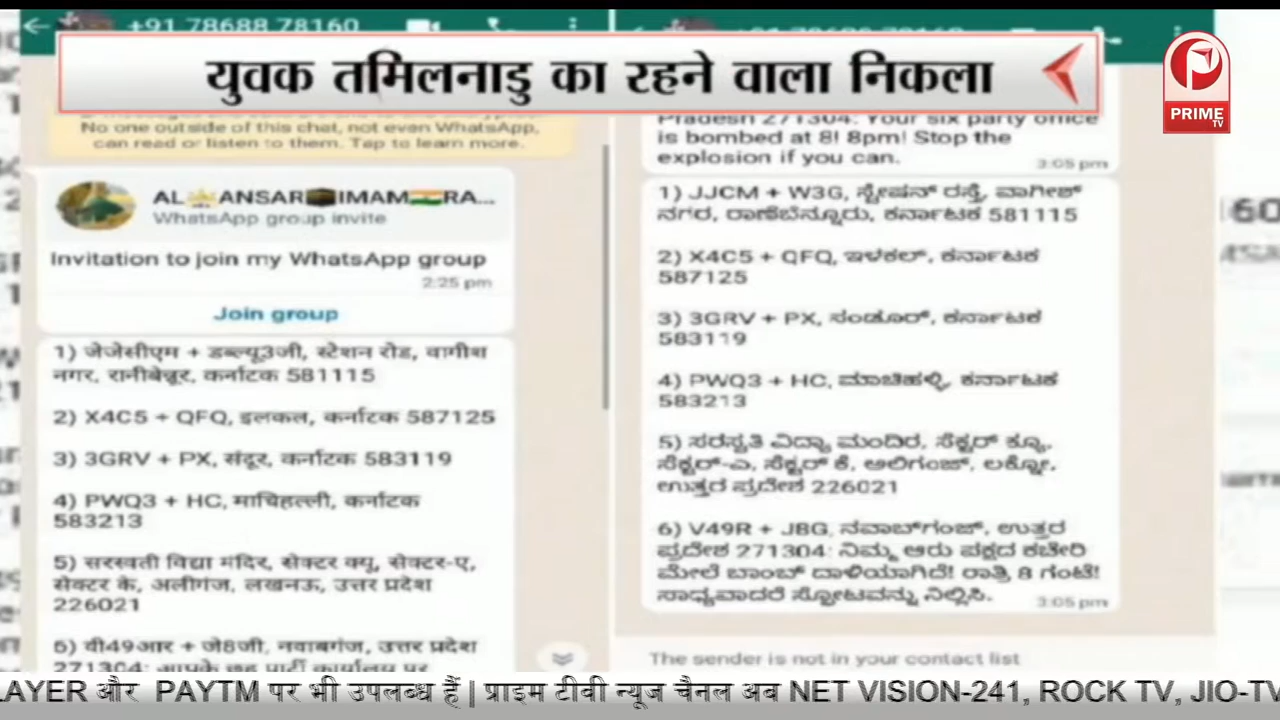 +91 78688 78160
युवक तमिलनाडु का रहने वाला निकला
PRIME
TV
No one outside of this chat, not even WhatsApp,
can read or listen to them. Tap to learn more.
AL ANSAR IMAM RA...
WhatsApp group invite
Invitation to join my WhatsApp group
2:25 pm
Join group
1) जेजेसीएम + डब्ल्यू3जी, स्टेशन रोड, वागीश
नगर, रानीबेन्नूर, कर्नाटक 581115
2) X4C5 + QFQ, इलकल, कर्नाटक 587125
3) 3GRV + PX, संदूर, कर्नाटक 583119
4) PWQ3 + HC, माचिहल्ली, कर्नाटक
583213
5) सरस्वती विद्या मंदिर, सेक्टर क्यू, सेक्टर-ए,
सेक्टर के, अलीगंज, लखनऊ, उत्तर प्रदेश
226021
6) वी49आर + जे8जी, नवाबगंज, उत्तर प्रदेश
271304: आपके छह पार्टी कार्यालय पर
Pradesh 271304: Your six party office
is bombed at 8! 8pm! Stop the
explosion if you can.
3:05 pm
1) JJCM + W3G, ಸ್ಟೇಷನ್ ರಸ್ತೆ, ವಾಗೀಶ್
ನಗರ, ರಾಣಿಬೆನ್ನೂರು, ಕರ್ನಾಟಕ 581115
2) X4C5 + QFQ, ಇಳಕಲ್, ಕರ್ನಾಟಕ
587125
3) 3GRV + PX, ಸಂಡೂರ್, ಕರ್ನಾಟಕ
583119
4) PWQ3 + HC, ಮಾಚಿಹಳ್ಳಿ, ಕರ್ನಾಟಕ
583213
5) ಸರಸ್ವತಿ ವಿದ್ಯಾ ಮಂದಿರ, ಸೆಕ್ಟರ್ ಕ್ಯೂ,
ಸೆಕ್ಟರ್-ಎ, ಸೆಕ್ಟರ್ ಕೆ, ಅಲಿಗಂಜ್, ಲಕ್ನೋ,
ಉತ್ತರ ಪ್ರದೇಶ 226021
6) V49R + J8G, ನವಾಬ್‌ಗಂಜ್, ಉತ್ತರ
ಪ್ರದೇಶ 271304: ನಿಮ್ಮ ಆರು ಪಕ್ಷದ ಕಚೇರಿ
ಮೇಲೆ ಬಾಂಬ್ ದಾಳಿಯಾಗಿದೆ! ರಾತ್ರಿ 8 ಗಂಟೆ!
ಸಾಧ್ಯವಾದರೆ ಸ್ಫೋಟವನ್ನು ನಿಲ್ಲಿಸಿ.
3:05 pm
The sender is not in your contact list
LAYER और PAYTM पर भी उपलब्ध हैं | प्राइम टीवी न्यूज चैनल अब NET VISION-241, ROCK TV, JIO-TV